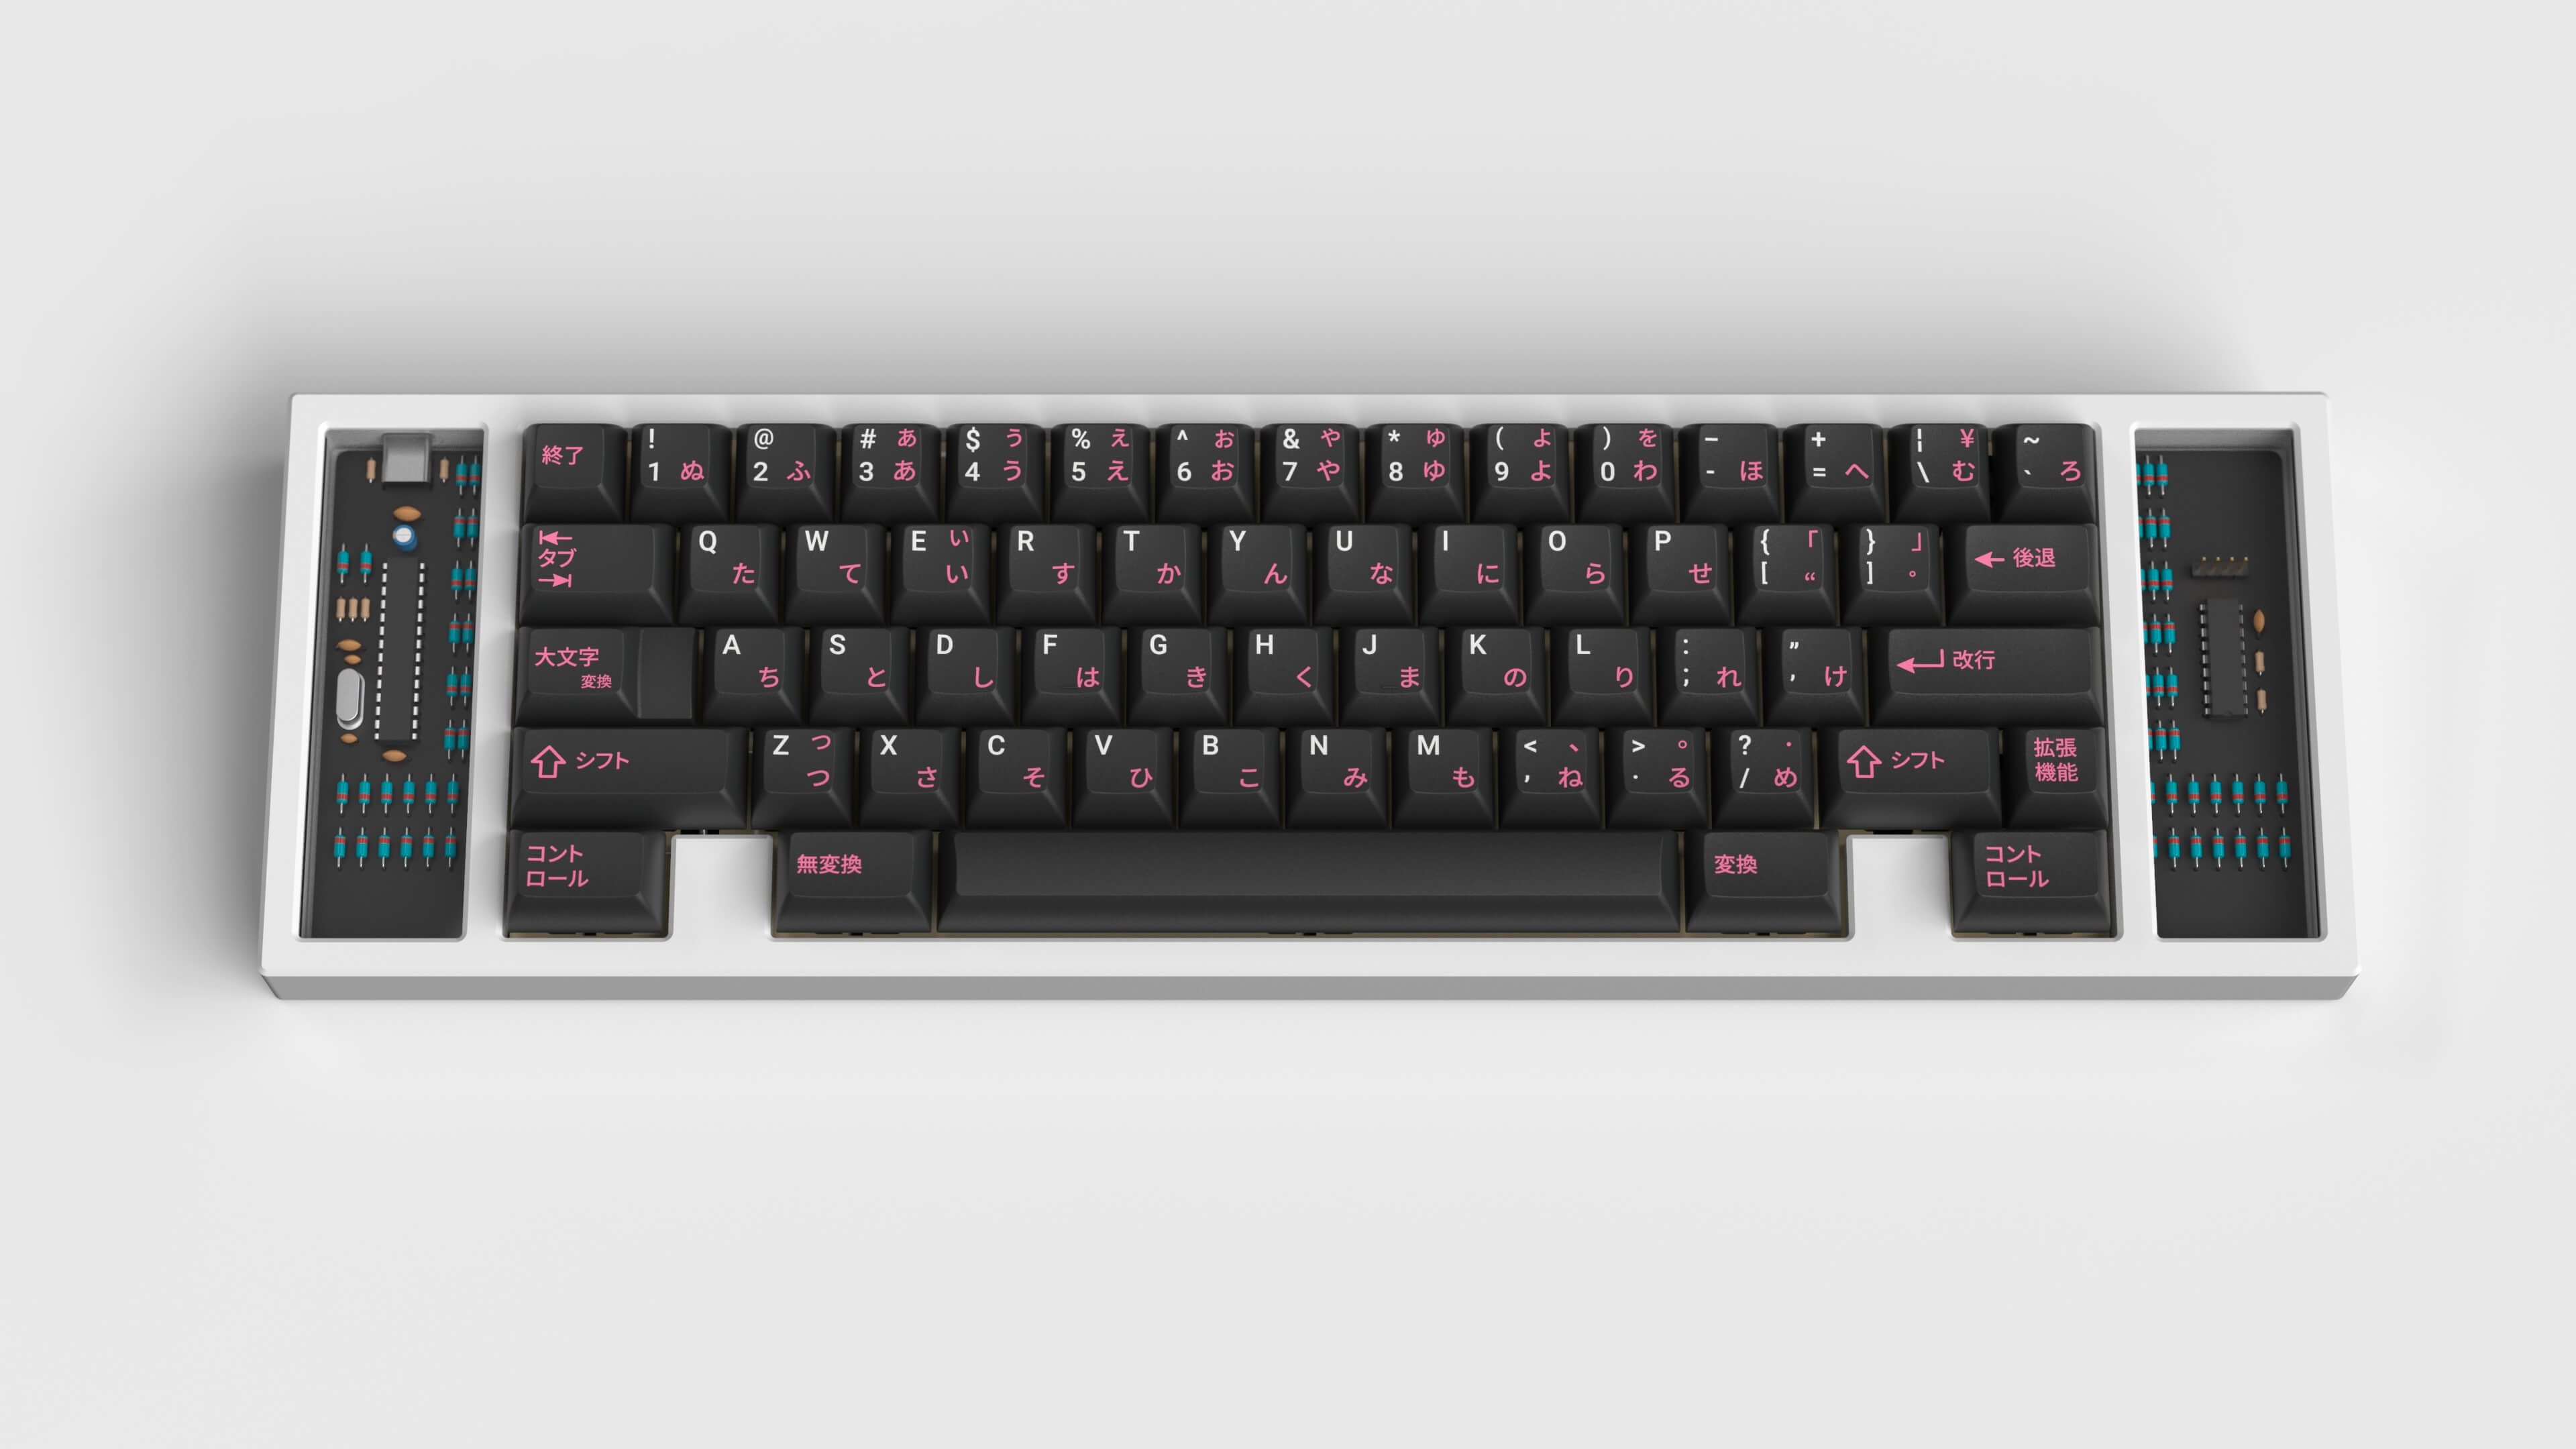 終了 ! 1 ぬ @ 2 ふ # あ 3 あ $ う 4 う % え 5 え ^ お 6 お & や 7 や * ゆ 8 ゆ ( よ 9 よ ) を 0 わ – - ほ + = へ ¦ ¥ \ む ~ ` ろ
タブ Q た W て E い い R す T か Y ん U な I に O ら P せ { 「 [ “ } 」 ] ° ← 後退
大文字 変換 A ち S と D し F は G き H く J ま K の L り : ; れ " ' け 改行
シフト Z つ つ X さ C そ V ひ B こ N み M も < 、 , ね > 。 . る ? ・ / め シフト 拡張 機能
コント ロール 無変換 変換 コント ロール